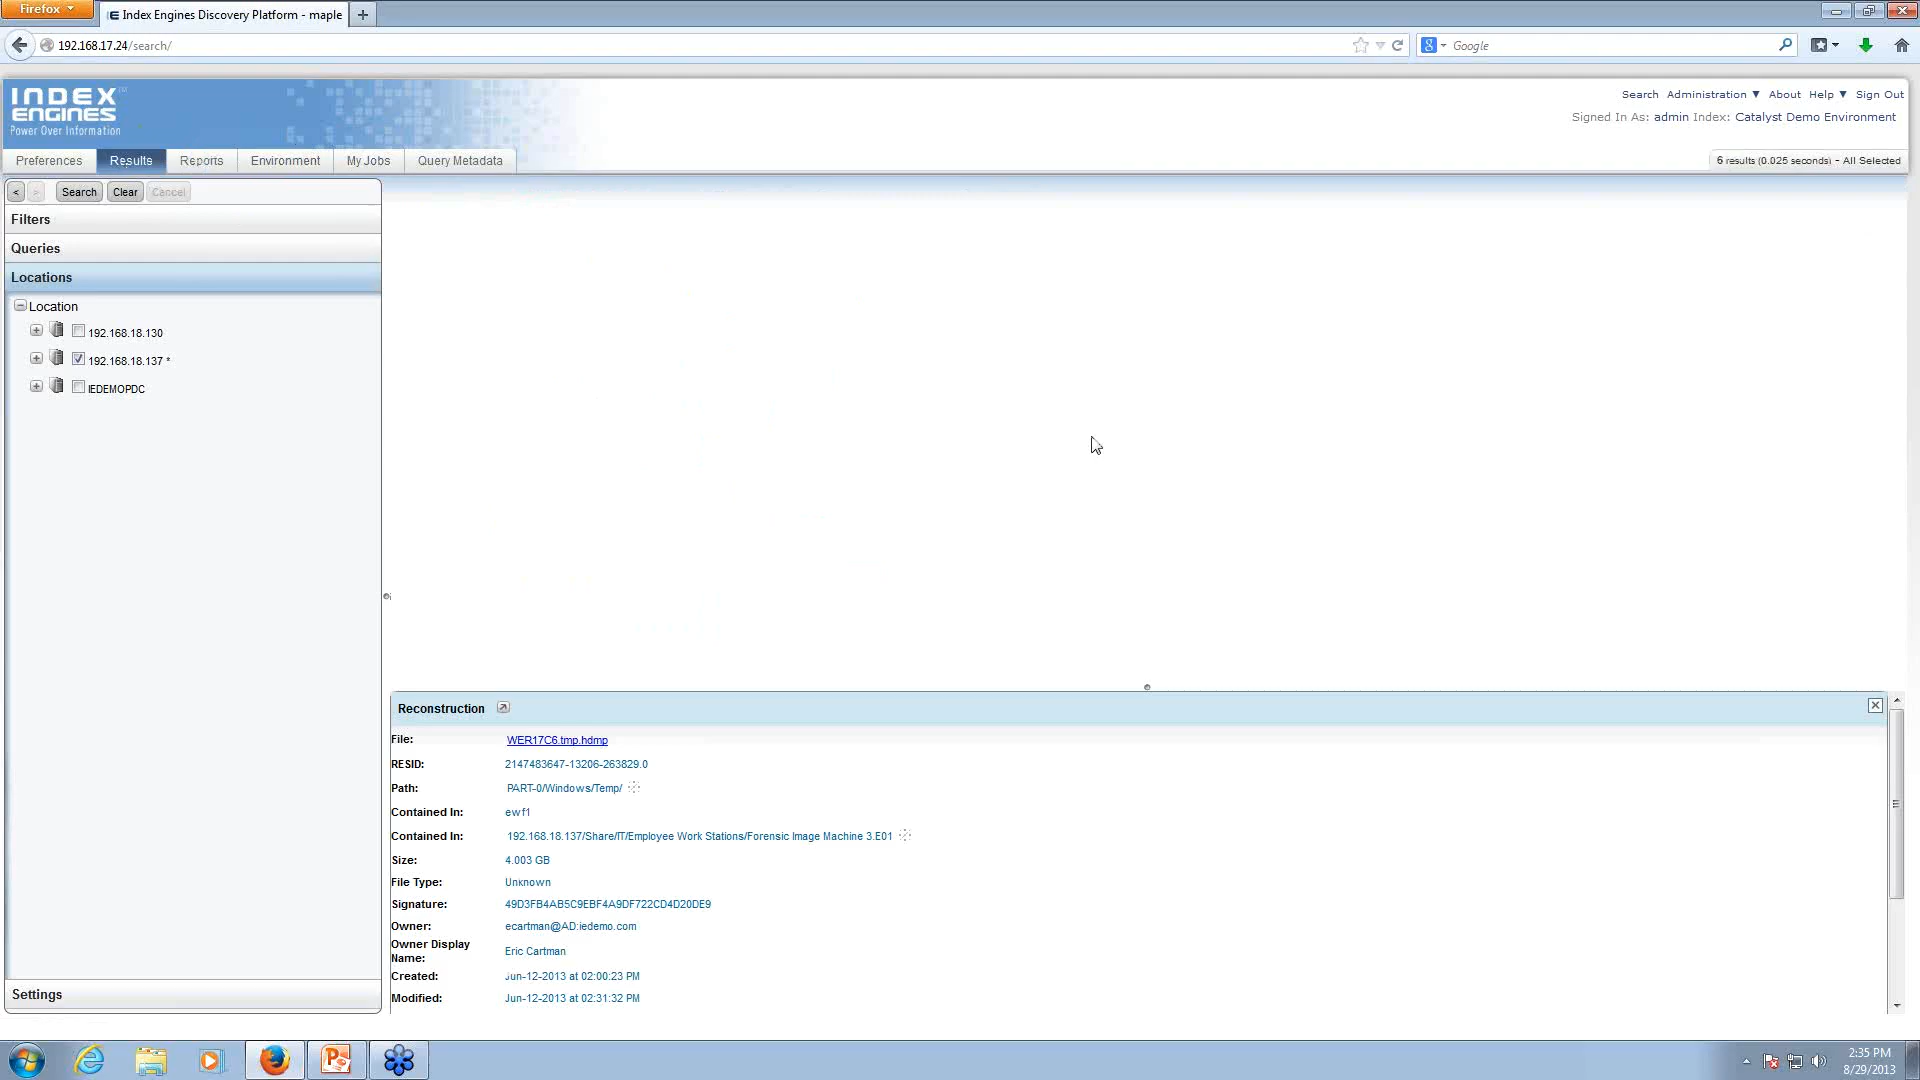 Firefox
Index Engines Discovery Platform - maple
192.168.17.24/search/
Google
INDEX
ENGINES
Power Over Information
Search Administration ▼ About Help ▼ Sign Out
Signed In As: admin Index: Catalyst Demo Environment
Preferences Results Reports Environment My Jobs Query Metadata
6 results (0.025 seconds) - All Selected
< > Search Clear Cancel
Filters
Queries
Locations
Location
192.168.18.130
192.168.18.137 *
IEDEMOPDC
Settings
Reconstruction
File: WER17C6.tmp.hdmp
RESID: 2147483647-13206-263829.0
Path: PART-0/Windows/Temp/
Contained In: ewf1
Contained In: 192.168.18.137/Share/IT/Employee Work Stations/Forensic Image Machine 3.E01
Size: 4.003 GB
File Type: Unknown
Signature: 49D3FB4AB5C9EBF4A9DF722CD4D20DE9
Owner: ecartman@AD:iedemo.com
Owner Display
Name: Eric Cartman
Created: Jun-12-2013 at 02:00:23 PM
Modified: Jun-12-2013 at 02:31:32 PM
2:35 PM
8/29/2013